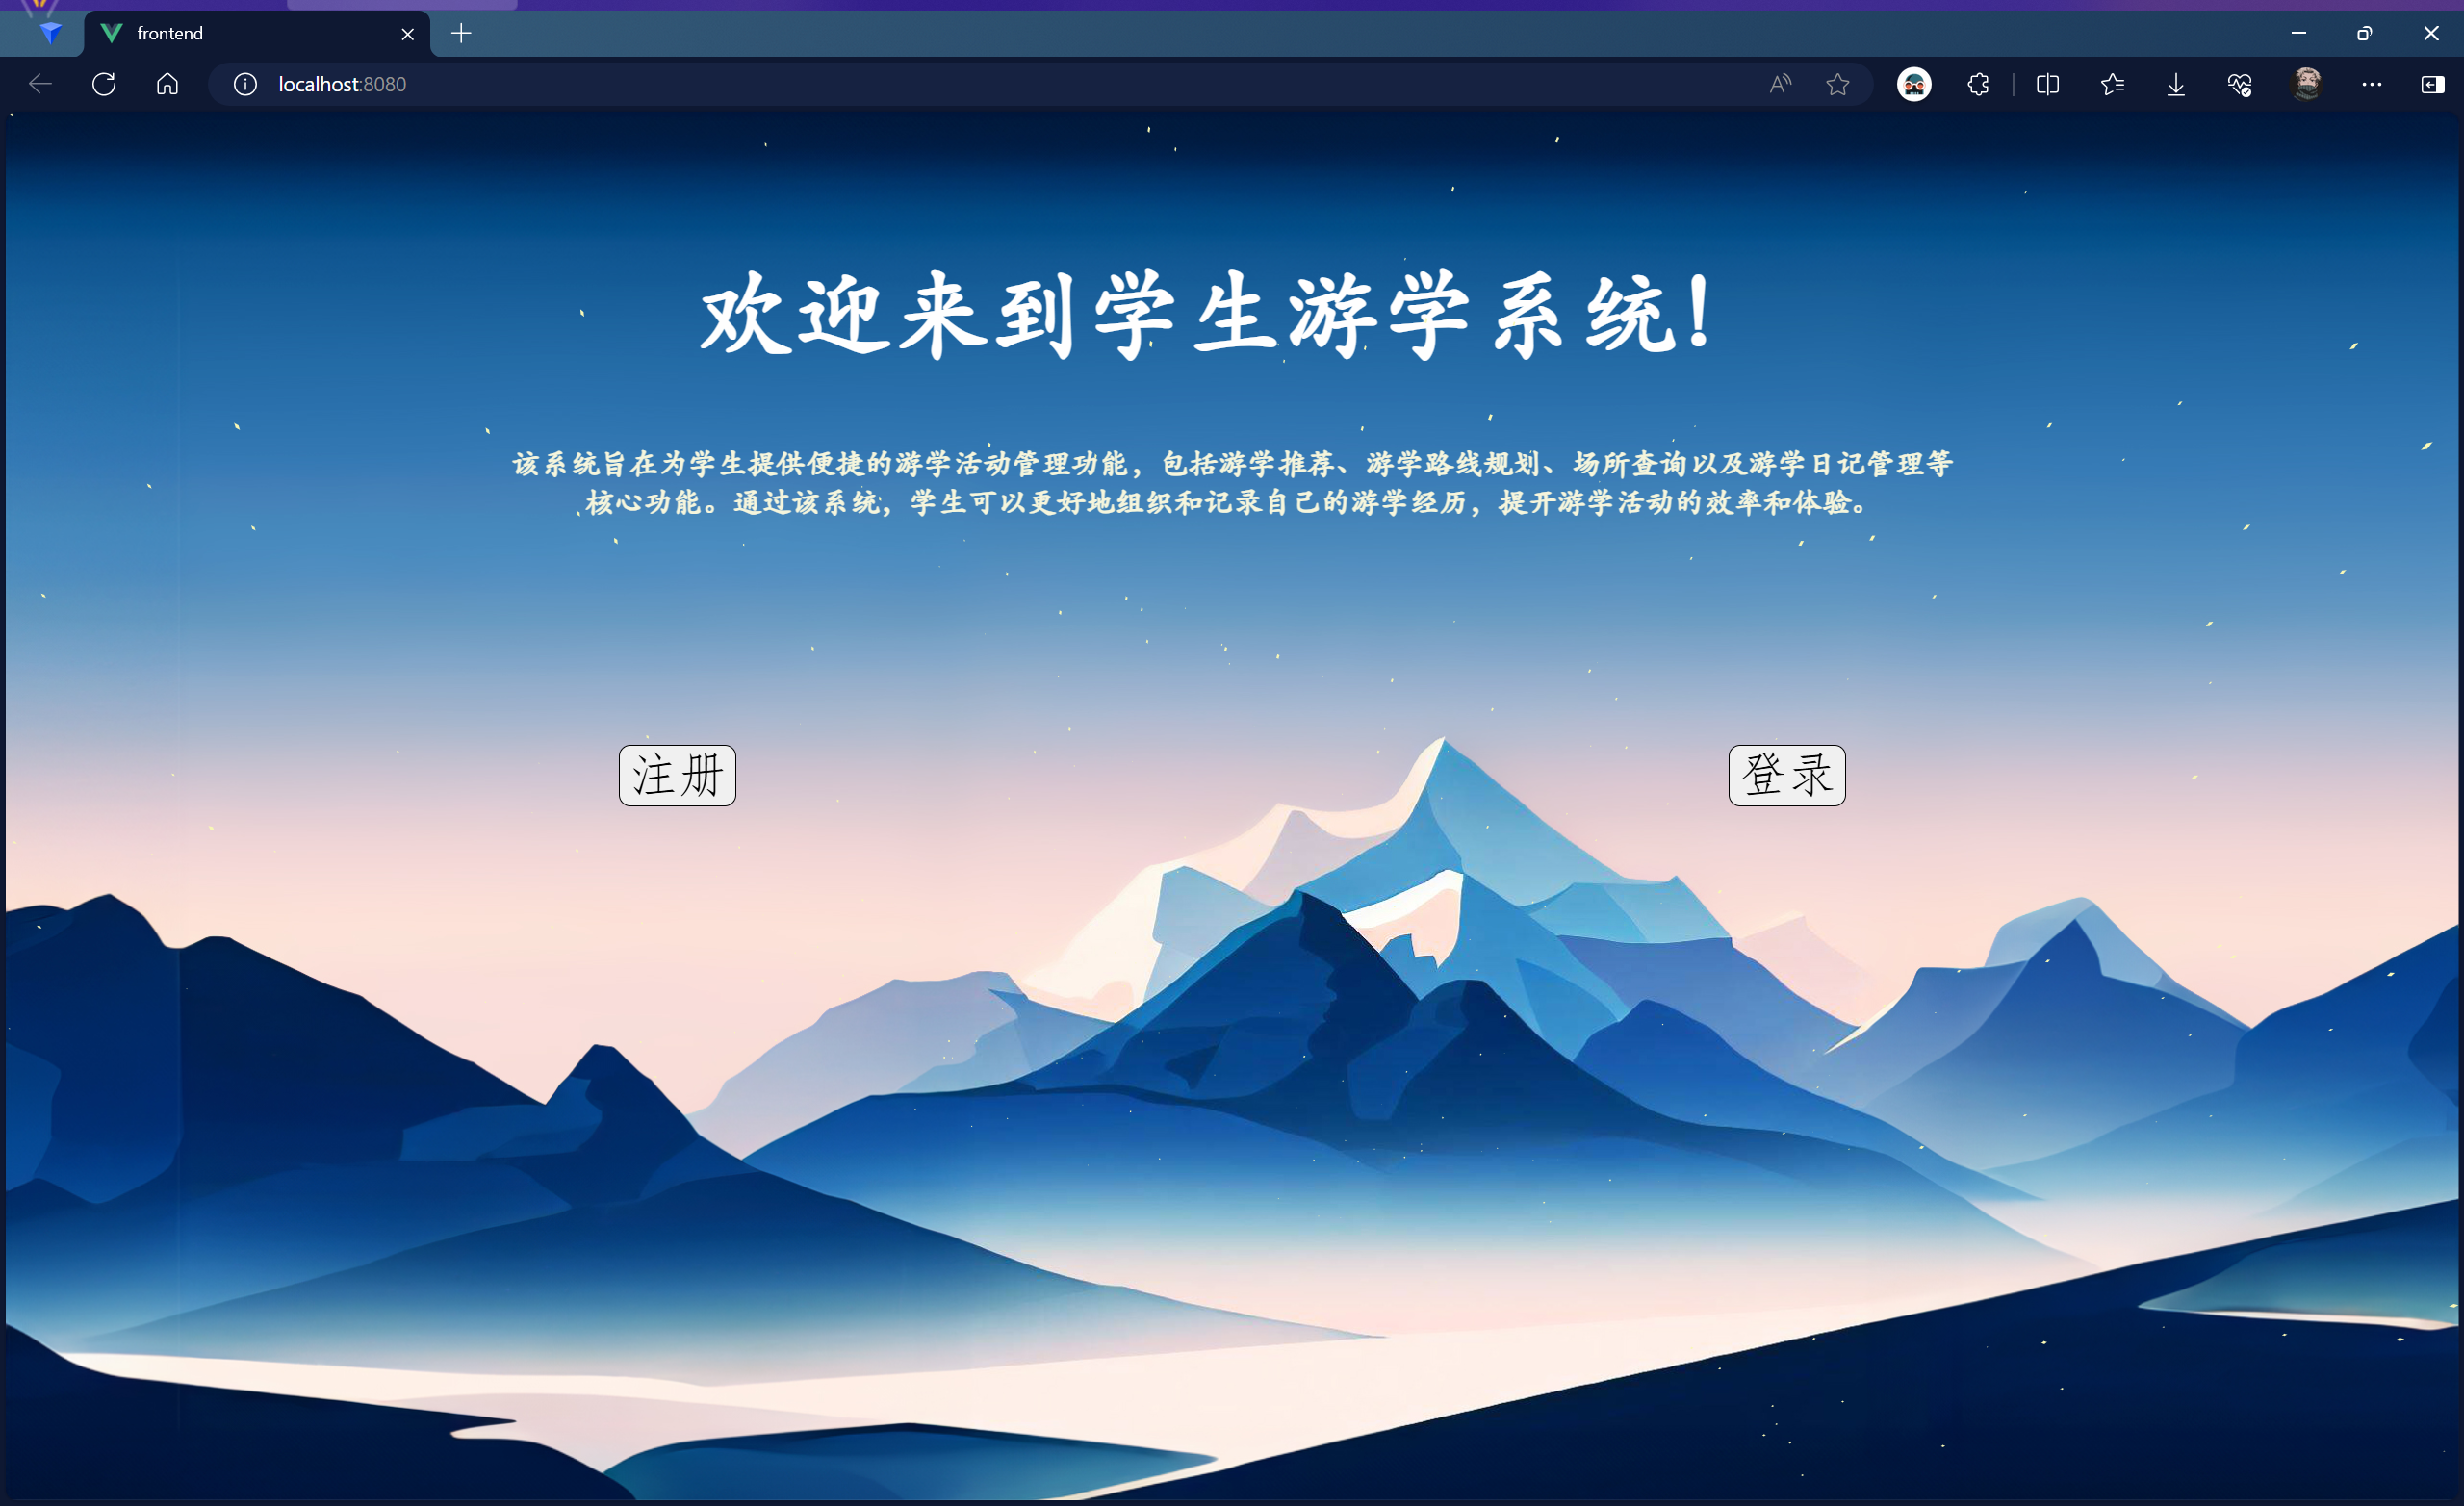 frontend
localhost:8080
欢迎来到学生游学系统！
该系统旨在为学生提供便捷的游学活动管理功能，包括游学推荐、游学路线规划、场所查询以及游学日记管理等
核心功能。通过该系统，学生可以更好地组织和记录自己的游学经历，提开游学活动的效率和体验。
注册
登录